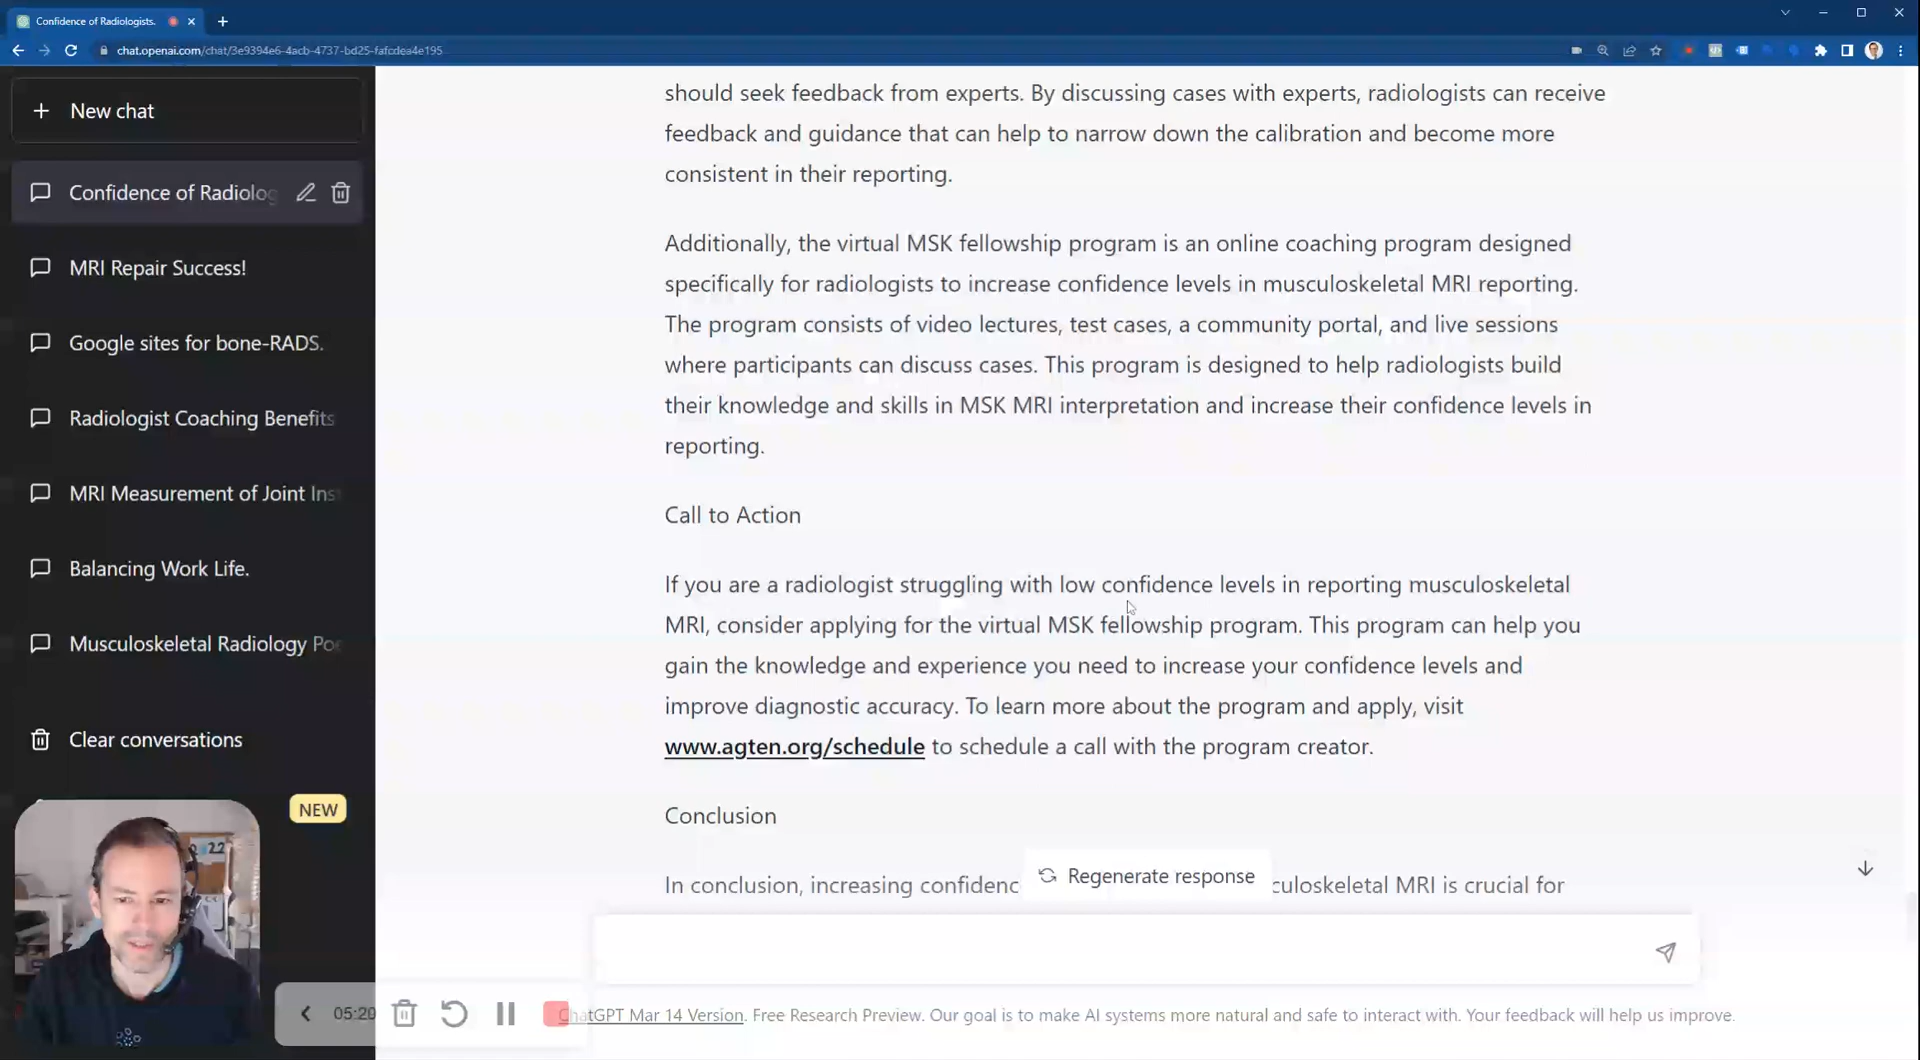 Confidence of Radiologists.
chat.openai.com/chat/3e9394e6-4acb-4737-bd25-fafcdea4e195
New chat
Confidence of Radiolog
MRI Repair Success!
Google sites for bone-RADS.
Radiologist Coaching Benefits
MRI Measurement of Joint Ins
Balancing Work Life.
Musculoskeletal Radiology Po
Clear conversations
NEW
should seek feedback from experts. By discussing cases with experts, radiologists can receive
feedback and guidance that can help to narrow down the calibration and become more
consistent in their reporting.
Additionally, the virtual MSK fellowship program is an online coaching program designed
specifically for radiologists to increase confidence levels in musculoskeletal MRI reporting.
The program consists of video lectures, test cases, a community portal, and live sessions
where participants can discuss cases. This program is designed to help radiologists build
their knowledge and skills in MSK MRI interpretation and increase their confidence levels in
reporting.
Call to Action
If you are a radiologist struggling with low confidence levels in reporting musculoskeletal
MRI, consider applying for the virtual MSK fellowship program. This program can help you
gain the knowledge and experience you need to increase your confidence levels and
improve diagnostic accuracy. To learn more about the program and apply, visit
www.agten.org/schedule to schedule a call with the program creator.
Conclusion
In conclusion, increasing confidenc culoskeletal MRI is crucial for
Regenerate response
05:20
ChatGPT Mar 14 Version. Free Research Preview. Our goal is to make AI systems more natural and safe to interact with. Your feedback will help us improve.